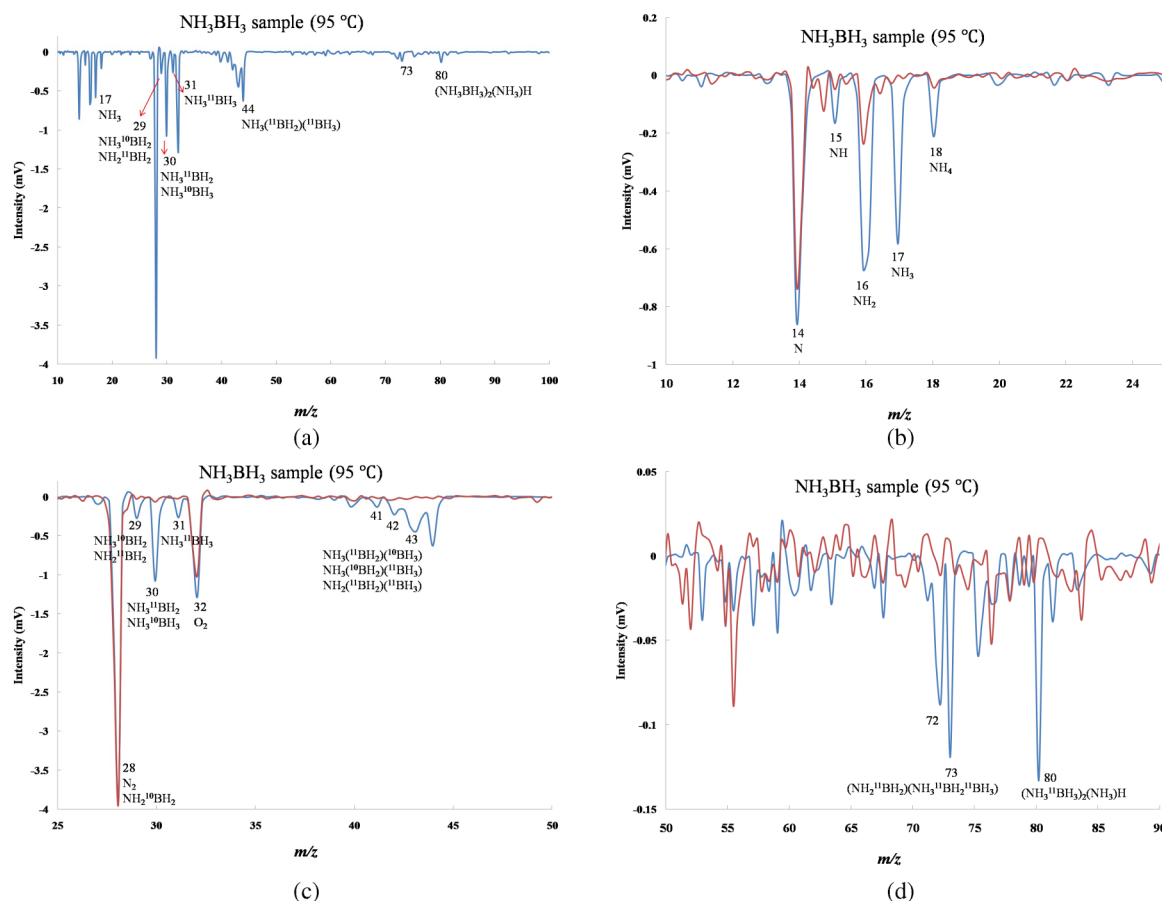 NH₃BH₃ sample (95 ℃)
0
-0.5
-1
-1.5
-2
-2.5
-3
-3.5
-4
Intensity (mV)
10 20 30 40 50 60 70 80 90 100
m/z
17
NH₃
29
NH₃¹⁰BH₂
NH₂¹¹BH₂
31
NH₃¹¹BH₃
30
NH₃¹¹BH₂
NH₃¹⁰BH₃
44
NH₃(¹¹BH₂)(¹¹BH₃)
73
80
(NH₃BH₃)₂(NH₃)H
(a)
NH₃BH₃ sample (95 ℃)
0.2
0
-0.2
-0.4
-0.6
-0.8
-1
Intensity (mV)
10 12 14 16 18 20 22 24
m/z
14
N
15
NH
16
NH₂
17
NH₃
18
NH₄
(b)
NH₃BH₃ sample (95 ℃)
0
-0.5
-1
-1.5
-2
-2.5
-3
-3.5
-4
Intensity (mV)
25 30 35 40 45 50
m/z
28
N₂
NH₂¹⁰BH₂
29
NH₃¹⁰BH₂
NH₂¹¹BH₂
30
NH₃¹¹BH₂
NH₃¹⁰BH₃
31
NH₃¹¹BH₃
32
O₂
41
42
43
NH₃(¹¹BH₂)(¹⁰BH₃)
NH₃(¹⁰BH₂)(¹¹BH₃)
NH₂(¹¹BH₂)(¹¹BH₃)
(c)
NH₃BH₃ sample (95 ℃)
0.05
0
-0.05
-0.1
-0.15
Intensity (mV)
50 55 60 65 70 75 80 85 90
m/z
72
73
(NH₂¹¹BH₂)(NH₃¹¹BH₂¹¹BH₃)
80
(NH₃¹¹BH₃)₂(NH₃)H
(d)